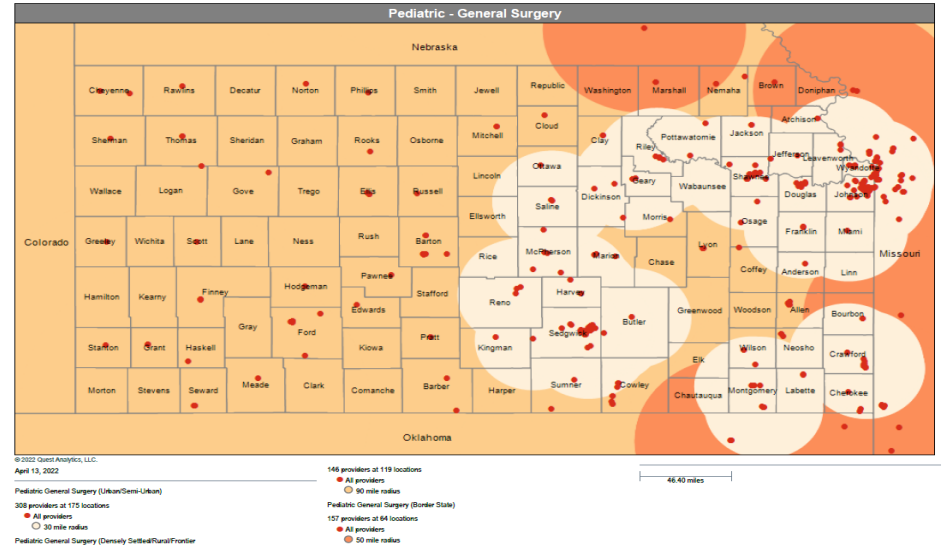 Pediatric - General Surgery
Nebraska
Cheyenne Rawlins Decatur Norton Phillips Smith Jewell Republic Washington Marshall Nemaha Brown Doniphan
Sherman Thomas Sheridan Graham Rooks Osborne Mitchell Cloud Clay Riley Pottawatomie Jackson Atchison
Jefferson Leavenworth
Wyandotte
Wallace Logan Gove Trego Ellis Russell Lincoln Ottawa Saline Dickinson Geary Wabaunsee Shawnee Douglas Johnson
Ellsworth Morris Osage
Colorado Greeley Wichita Scott Lane Ness Rush Barton Rice McPherson Marion Chase Lyon Franklin Miami Missouri
Hamilton Kearny Finney Hodgeman Pawnee Stafford Reno Harvey Coffey Anderson Linn
Gray Ford Edwards Sedgwick Butler Greenwood Woodson Allen Bourbon
Stanton Grant Haskell Kiowa Pratt Kingman Elk Wilson Neosho Crawford
Morton Stevens Seward Meade Clark Comanche Barber Harper Sumner Cowley Chautauqua Montgomery Labette Cherokee
Oklahoma
© 2022 Quest Analytics, LLC.
April 13, 2022
Pediatric General Surgery (Urban/Semi-Urban)
308 providers at 175 locations
All providers
30 mile radius
Pediatric General Surgery (Densely Settled/Rural/Frontier
146 providers at 119 locations
All providers
90 mile radius
Pediatric General Surgery (Border State)
157 providers at 64 locations
All providers
50 mile radius
46.40 miles